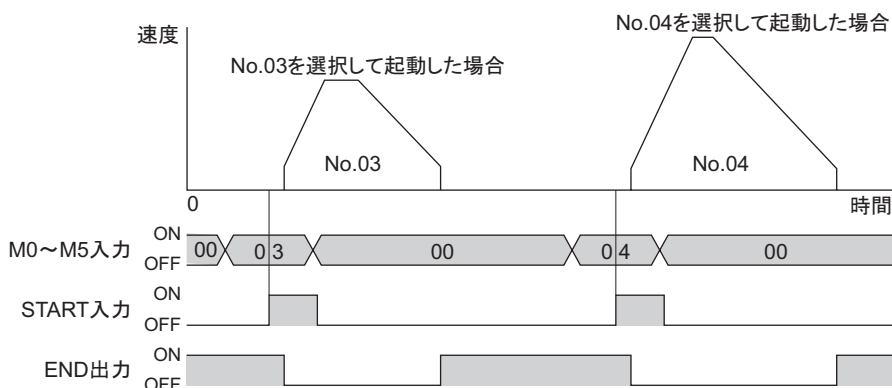 速度
No.04を選択して起動した場合
No.03を選択して起動した場合
No.03
No.04
0
時間
M0～M5入力
ON
OFF
00
03
00
04
00
START入力
ON
OFF
END出力
ON
OFF